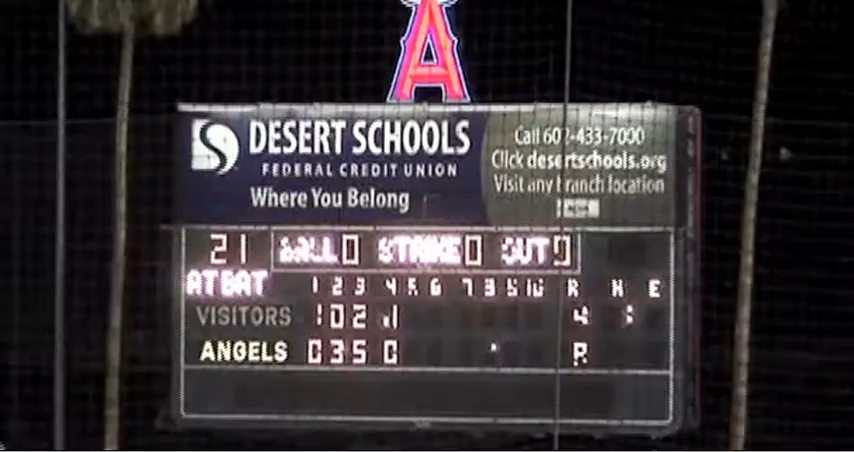 A
DESERT SCHOOLS
FEDERAL CREDIT UNION
Where You Belong
Call 602-433-7000
Click desertschools.org
Visit any branch location
21 BALL 0 STRIKE 0 OUT 0
AT BAT 1 2 3 4 5 6 7 8 9 10 R H E
VISITORS 1 0 2 1 4
ANGELS 0 3 5 0